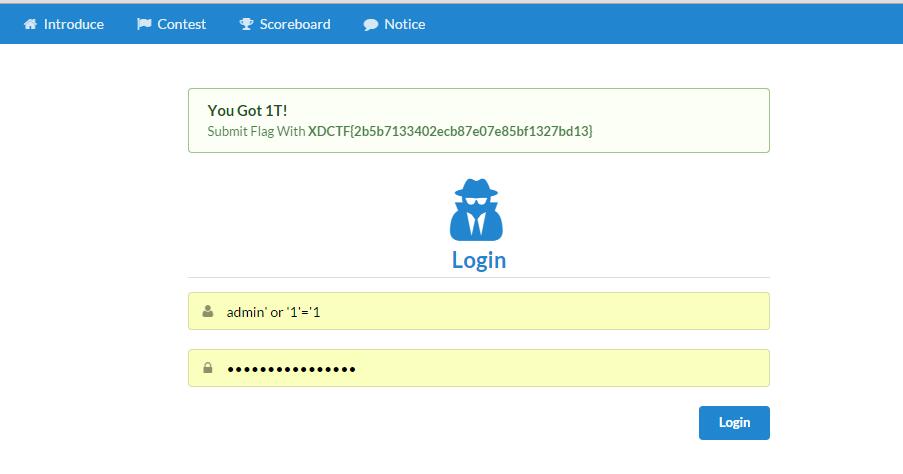 Introduce Contest Scoreboard Notice
You Got 1T!
Submit Flag With XDCTF{2b5b7133402ecb87e07e85bf1327bd13}
Login
admin' or '1'='1
••••••••••••••••
Login